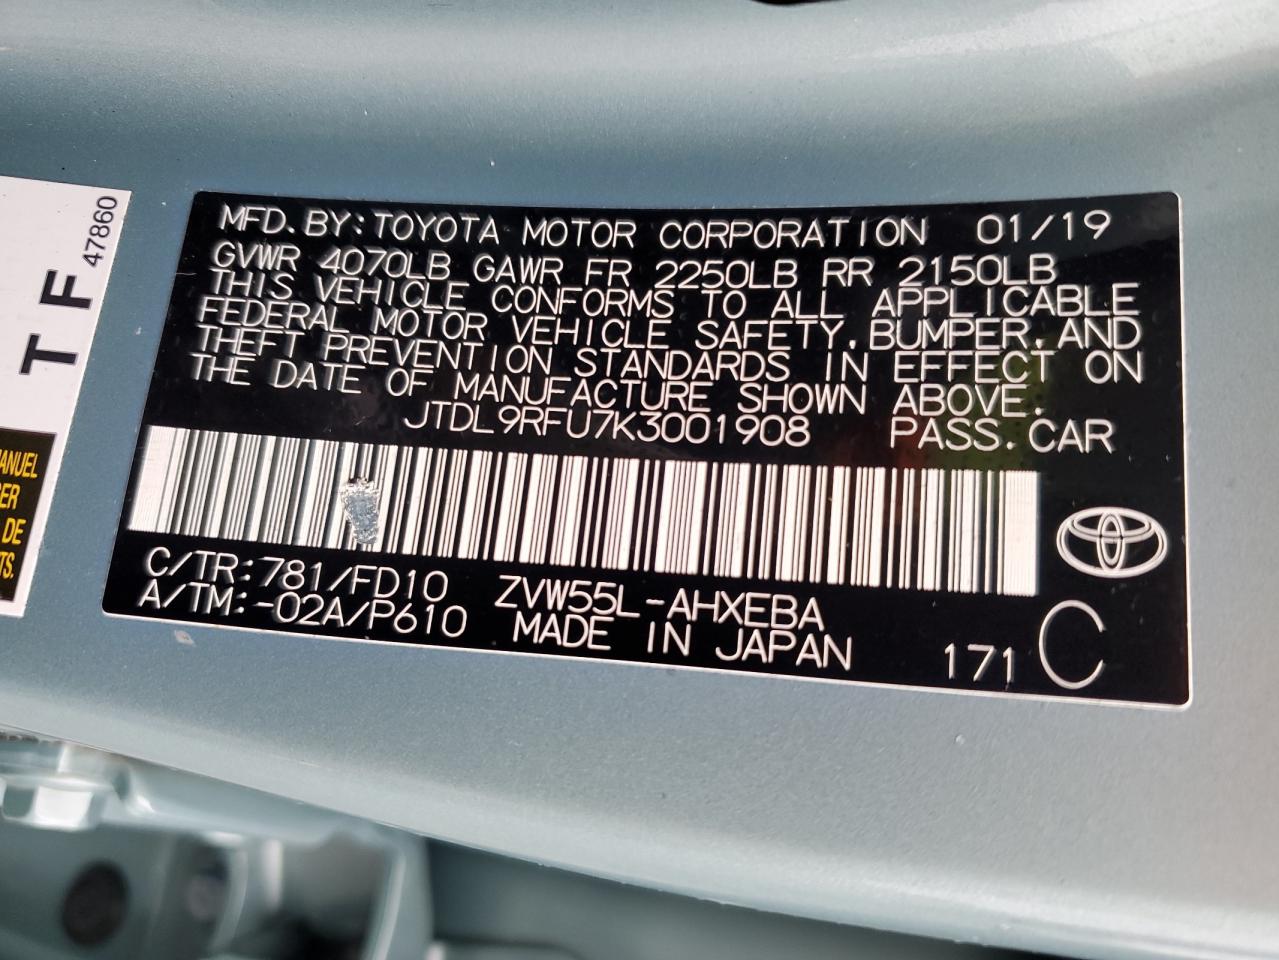 MFD.BY:TOYOTA MOTOR CORPORATION 01/19
GVWR 4070LB GAWR FR 2250LB RR 2150LB
THIS VEHICLE CONFORMS TO ALL APPLICABLE
FEDERAL MOTOR VEHICLE SAFETY,BUMPER,AND
THEFT PREVENTION STANDARDS IN EFFECT ON
THE DATE OF MANUFACTURE SHOWN ABOVE.
JTDL9RFU7K3001908 PASS.CAR
C/TR:781/FD10 ZVW55L-AHXEBA
A/TM:-02A/P610 MADE IN JAPAN
171 C
T F
47860
DE